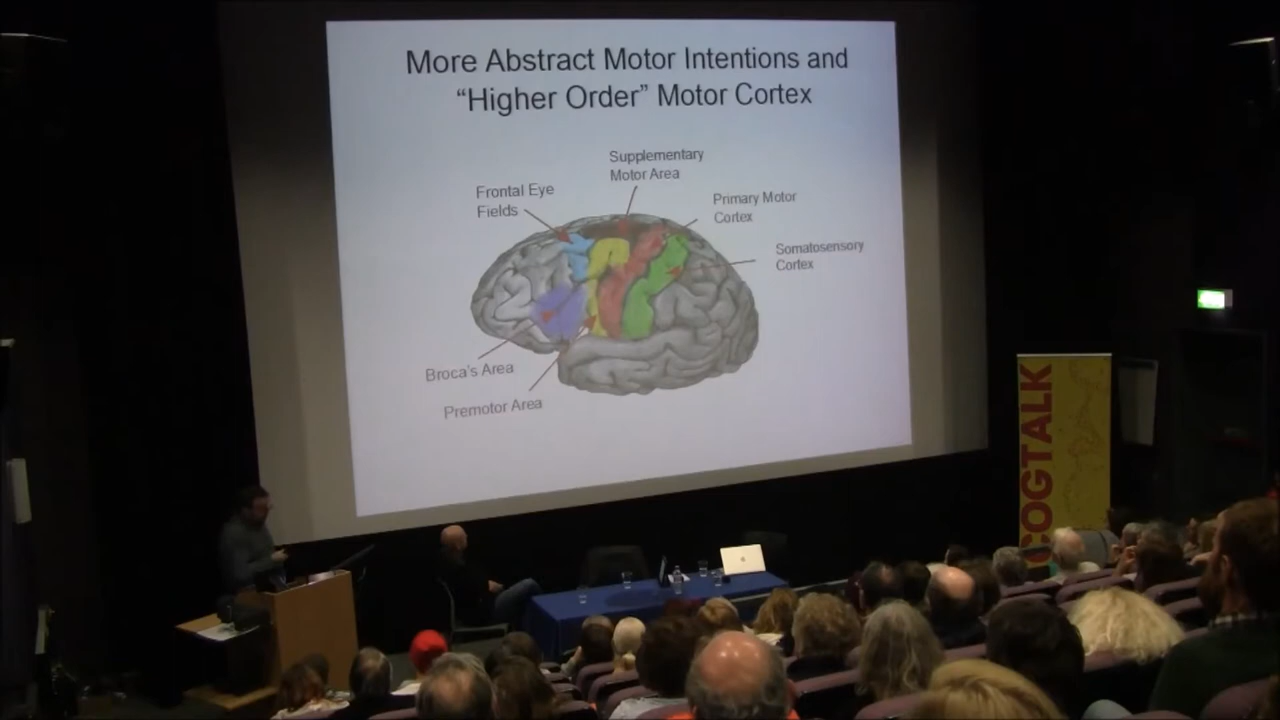 More Abstract Motor Intentions and
“Higher Order” Motor Cortex
Supplementary
Motor Area
Frontal Eye
Fields
Primary Motor
Cortex
Somatosensory
Cortex
Broca's Area
Premotor Area
COGTALK